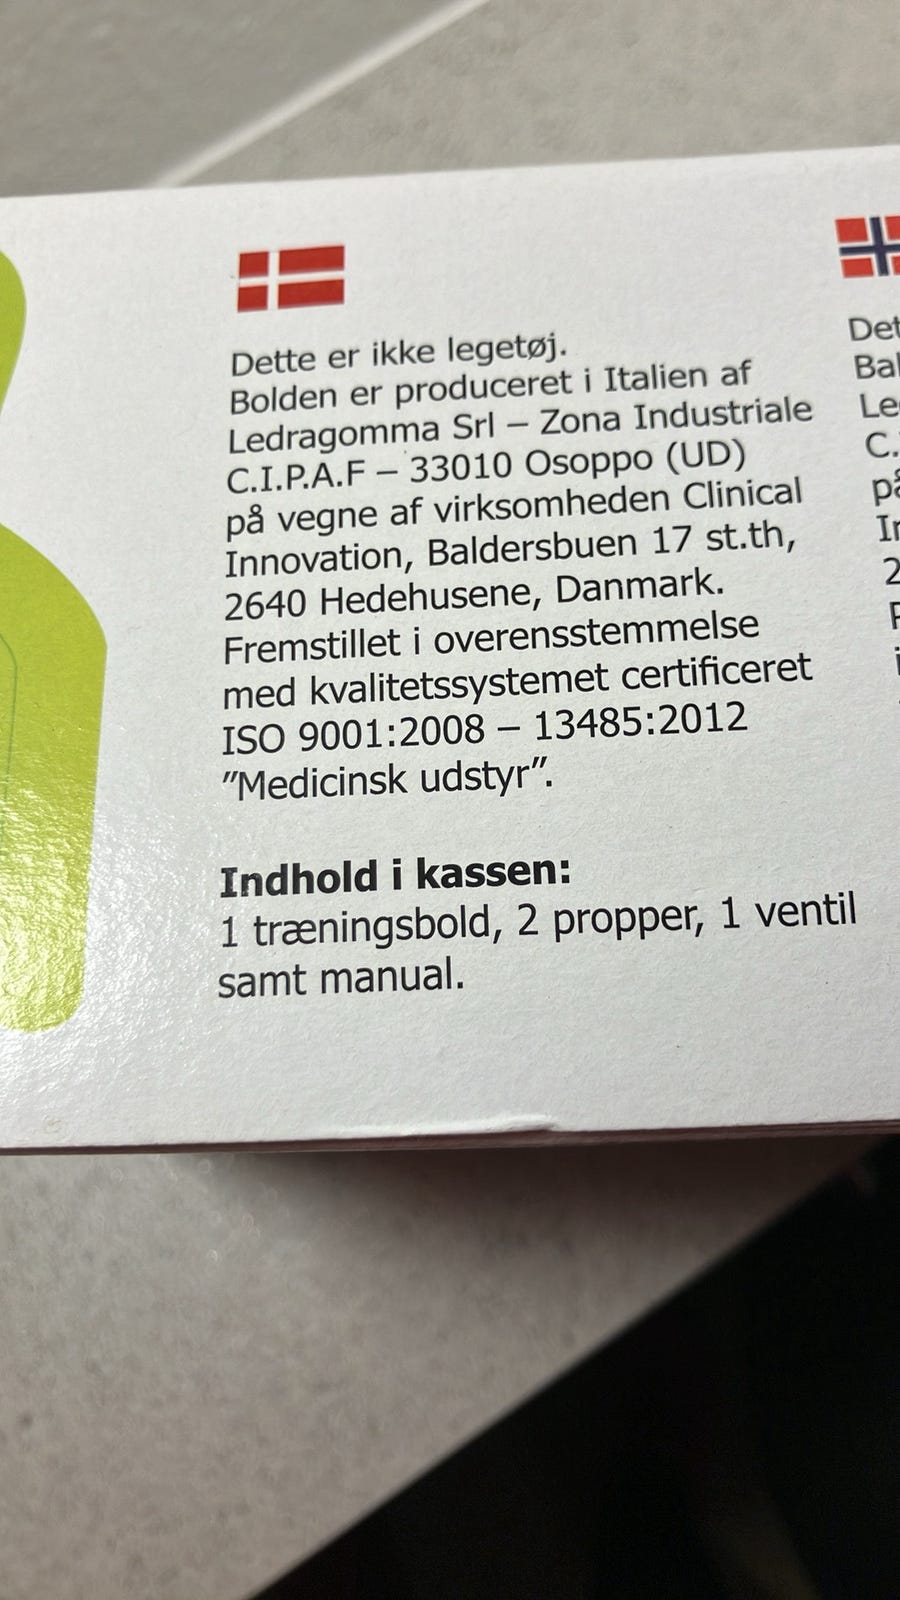 Dette er ikke legetøj.
Bolden er produceret i Italien af
Ledragomma Srl – Zona Industriale
C.I.P.A.F – 33010 Osoppo (UD)
på vegne af virksomheden Clinical
Innovation, Baldersbuen 17 st.th,
2640 Hedehusene, Danmark.
Fremstillet i overensstemmelse
med kvalitetssystemet certificeret
ISO 9001:2008 – 13485:2012
”Medicinsk udstyr”.
Indhold i kassen:
1 træningsbold, 2 propper, 1 ventil
samt manual.